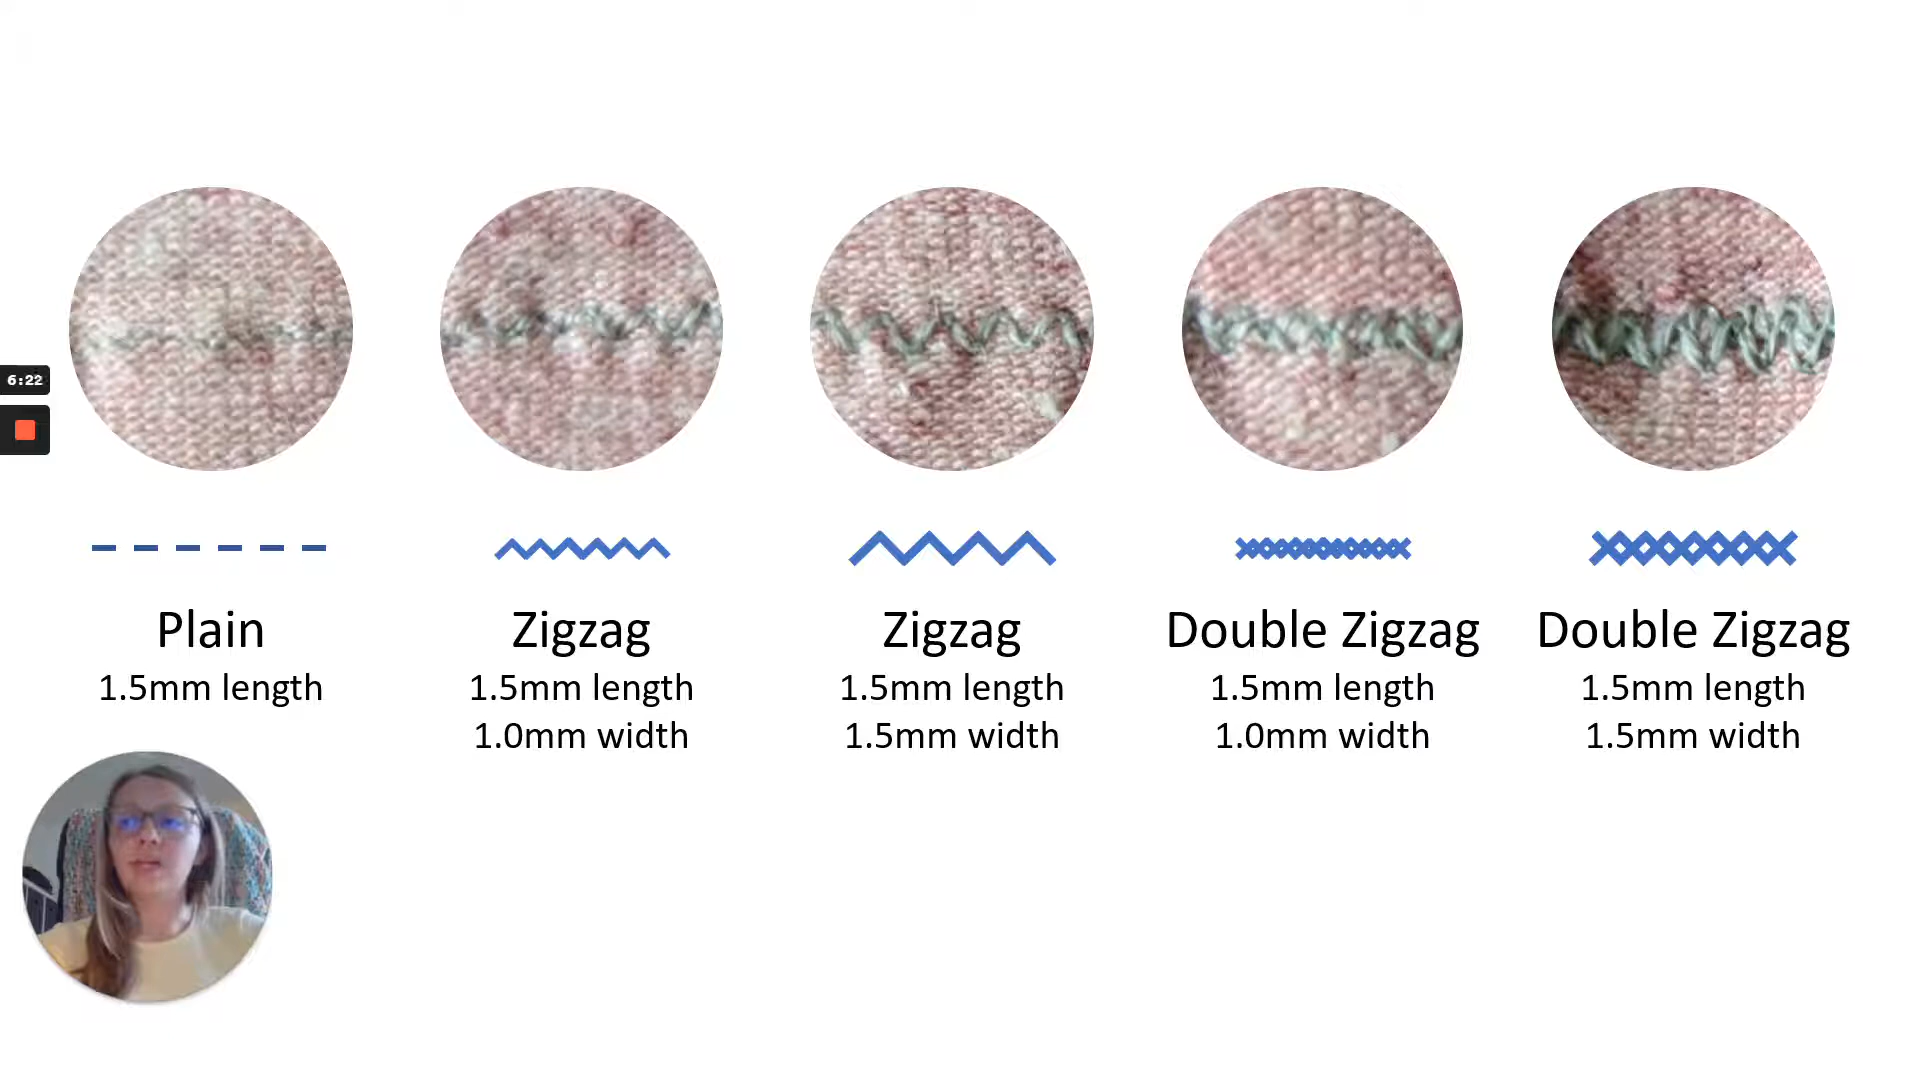 6:22
Plain
1.5mm length
Zigzag
1.5mm length
1.0mm width
Zigzag
1.5mm length
1.5mm width
Double Zigzag
1.5mm length
1.0mm width
Double Zigzag
1.5mm length
1.5mm width